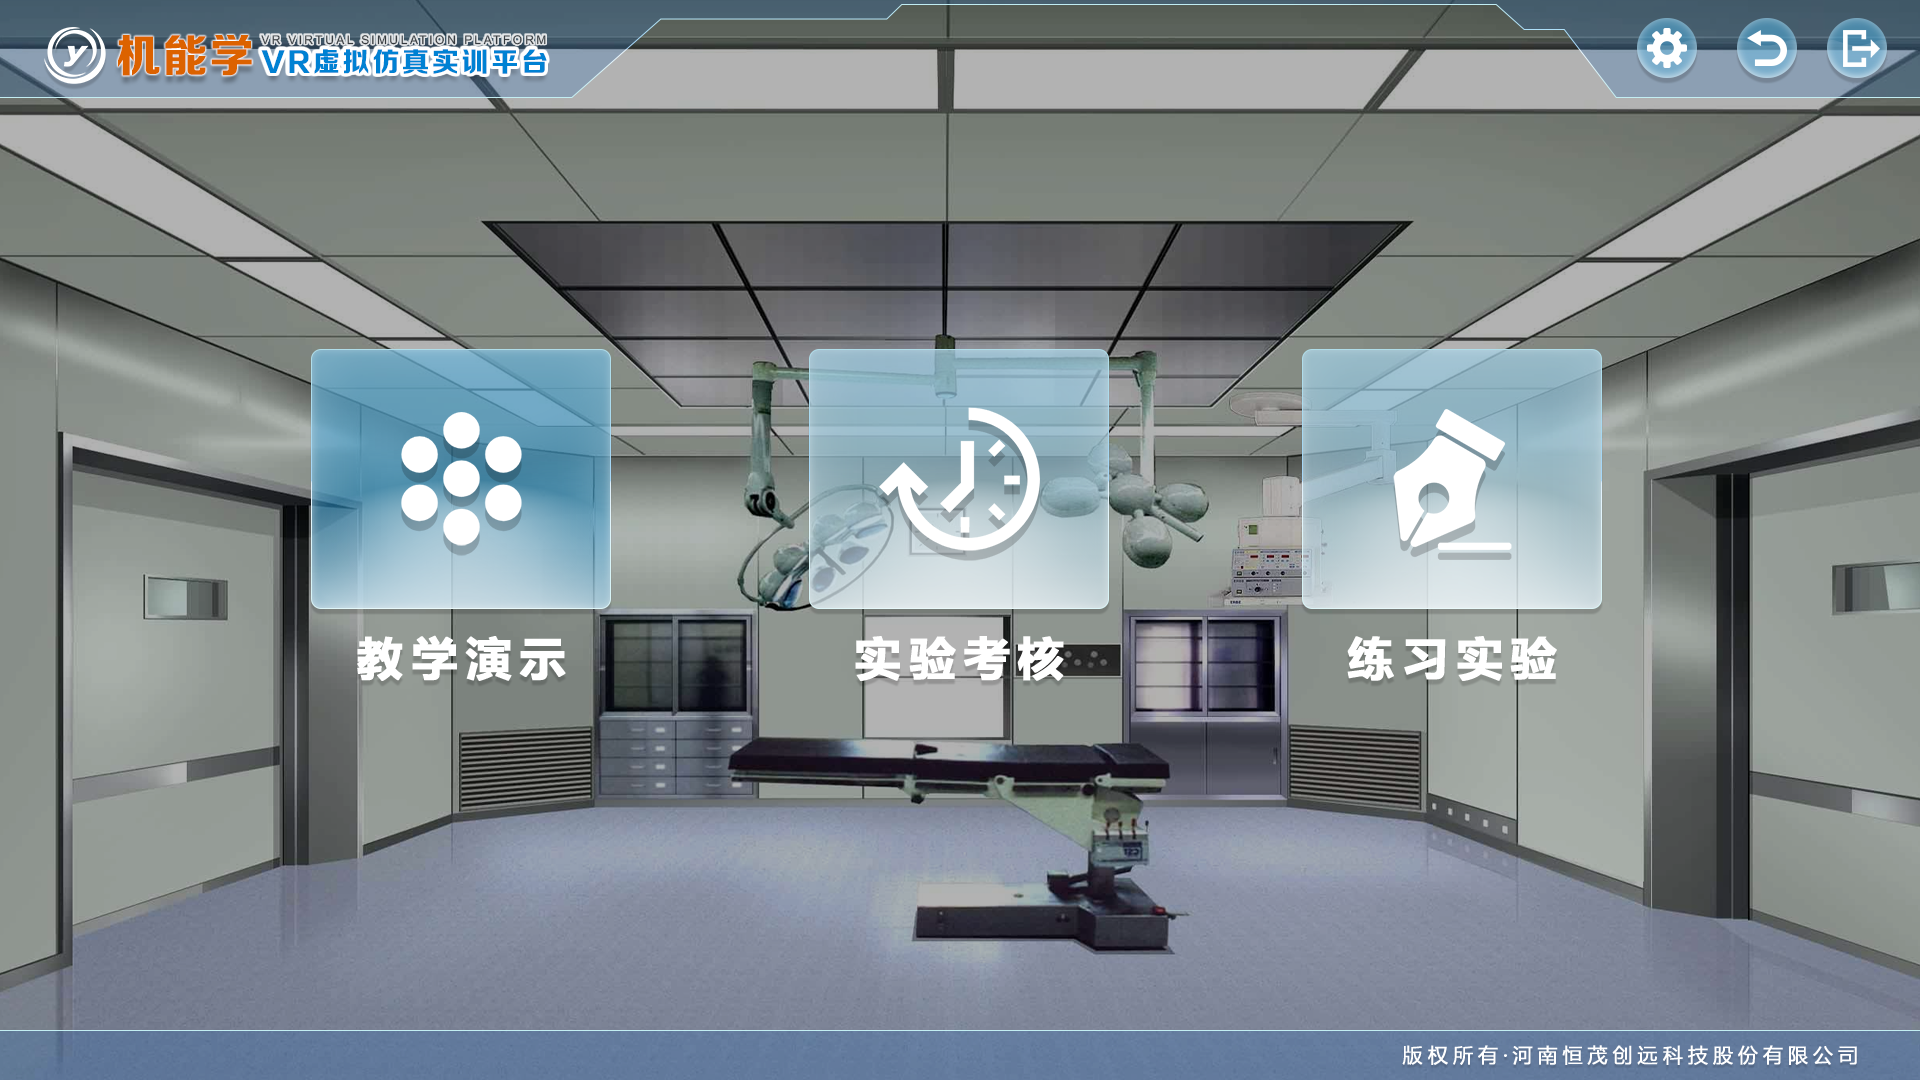 机能学
VR VIRTUAL SIMULATION PLATFORM
VR虚拟仿真实训平台
教学演示
实验考核
练习实验
版权所有·河南恒茂创远科技股份有限公司